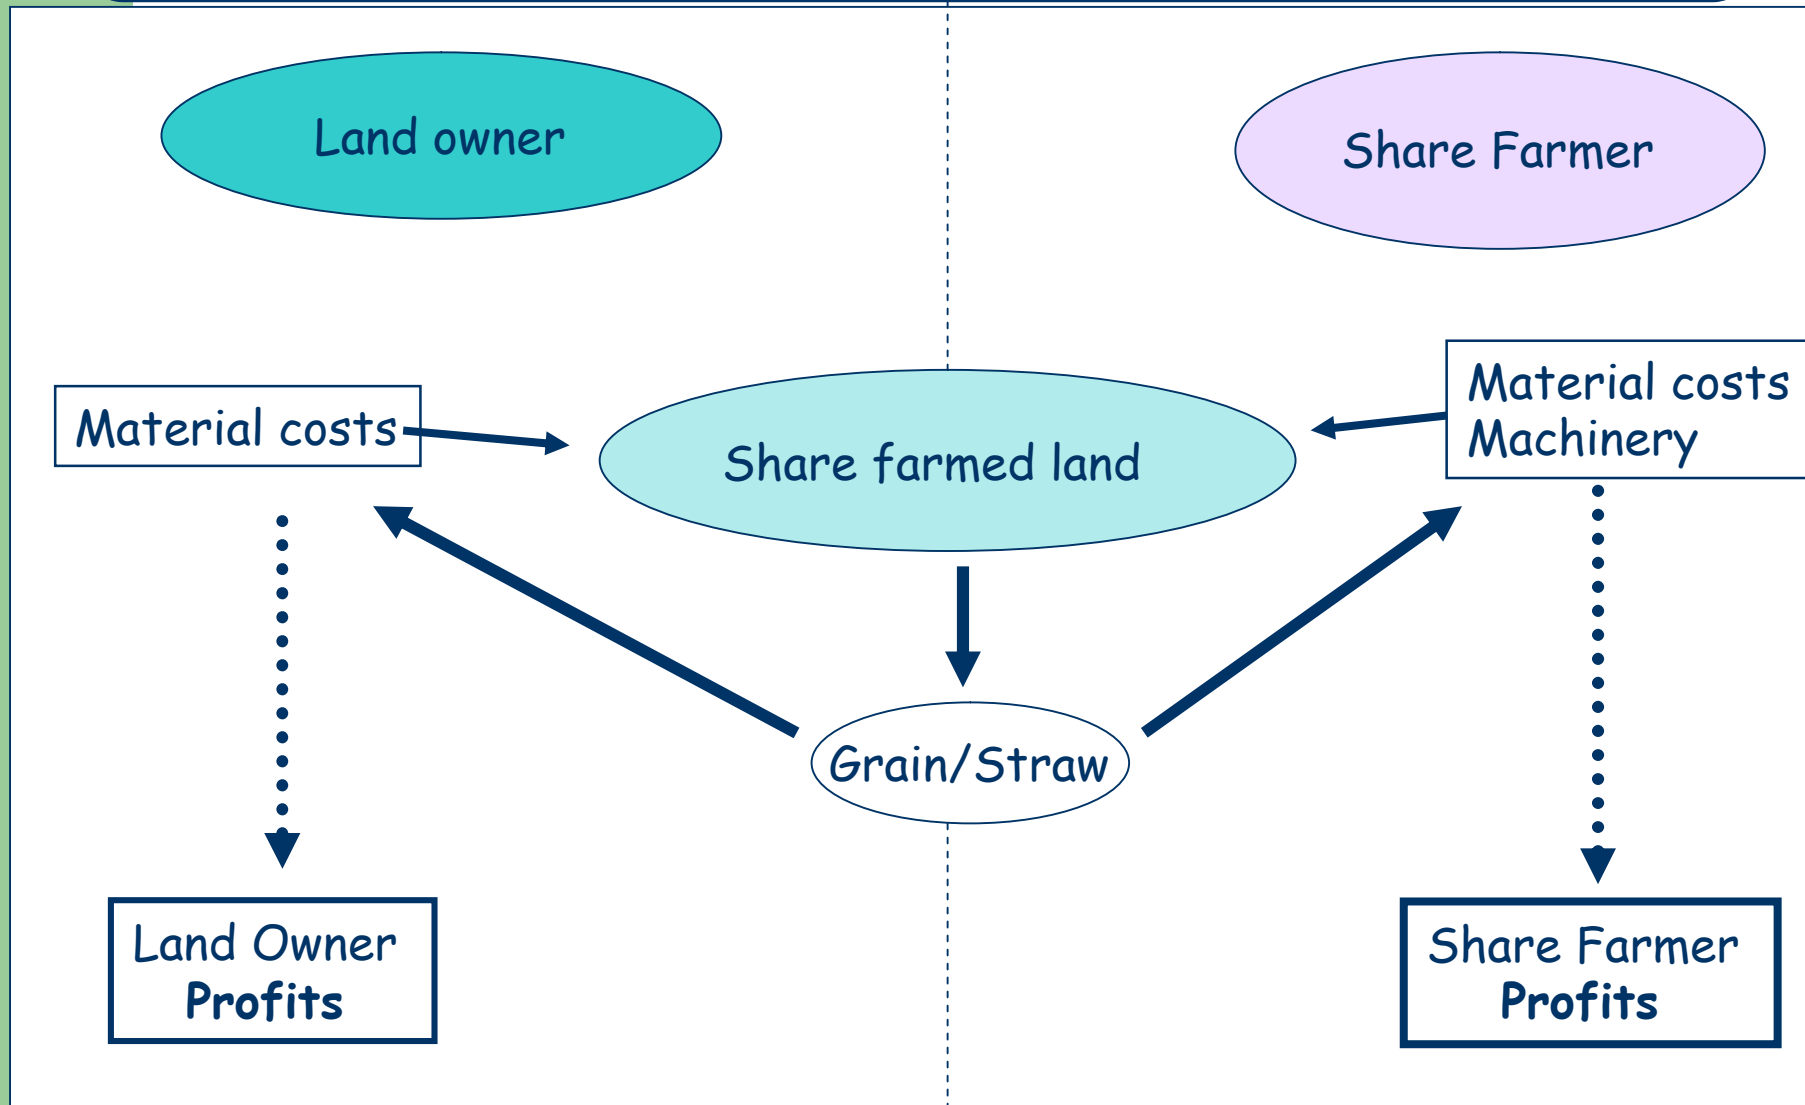 Land owner
Share Farmer
Material costs
Share farmed land
Material costs
Machinery
Grain/Straw
Land Owner
Profits
Share Farmer
Profits